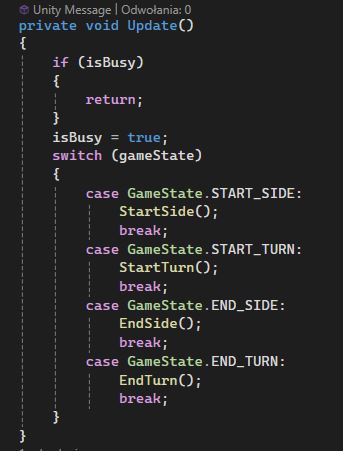 Unity Message | Odwołania: 0
private void Update()
{
if (isBusy)
{
return;
}
isBusy = true;
switch (gameState)
{
case GameState.START_SIDE:
StartSide();
break;
case GameState.START_TURN:
StartTurn();
break;
case GameState.END_SIDE:
EndSide();
break;
case GameState.END_TURN:
EndTurn();
break;
}
}